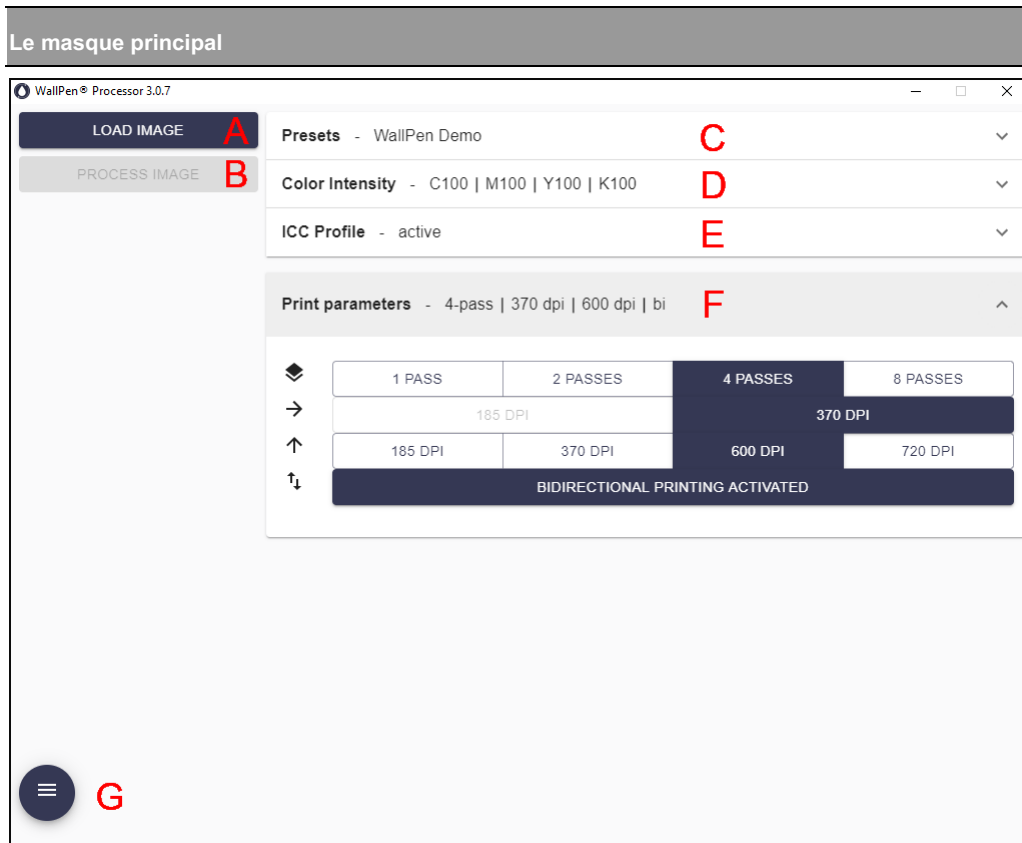 Le masque principal
WallPen® Processor 3.0.7
LOAD IMAGE A
PROCESS IMAGE B
Presets - WallPen Demo C
Color Intensity - C100 | M100 | Y100 | K100 D
ICC Profile - active E
Print parameters - 4-pass | 370 dpi | 600 dpi | bi F
1 PASS 2 PASSES 4 PASSES 8 PASSES
185 DPI 370 DPI
185 DPI 370 DPI 600 DPI 720 DPI
BIDIRECTIONAL PRINTING ACTIVATED
G